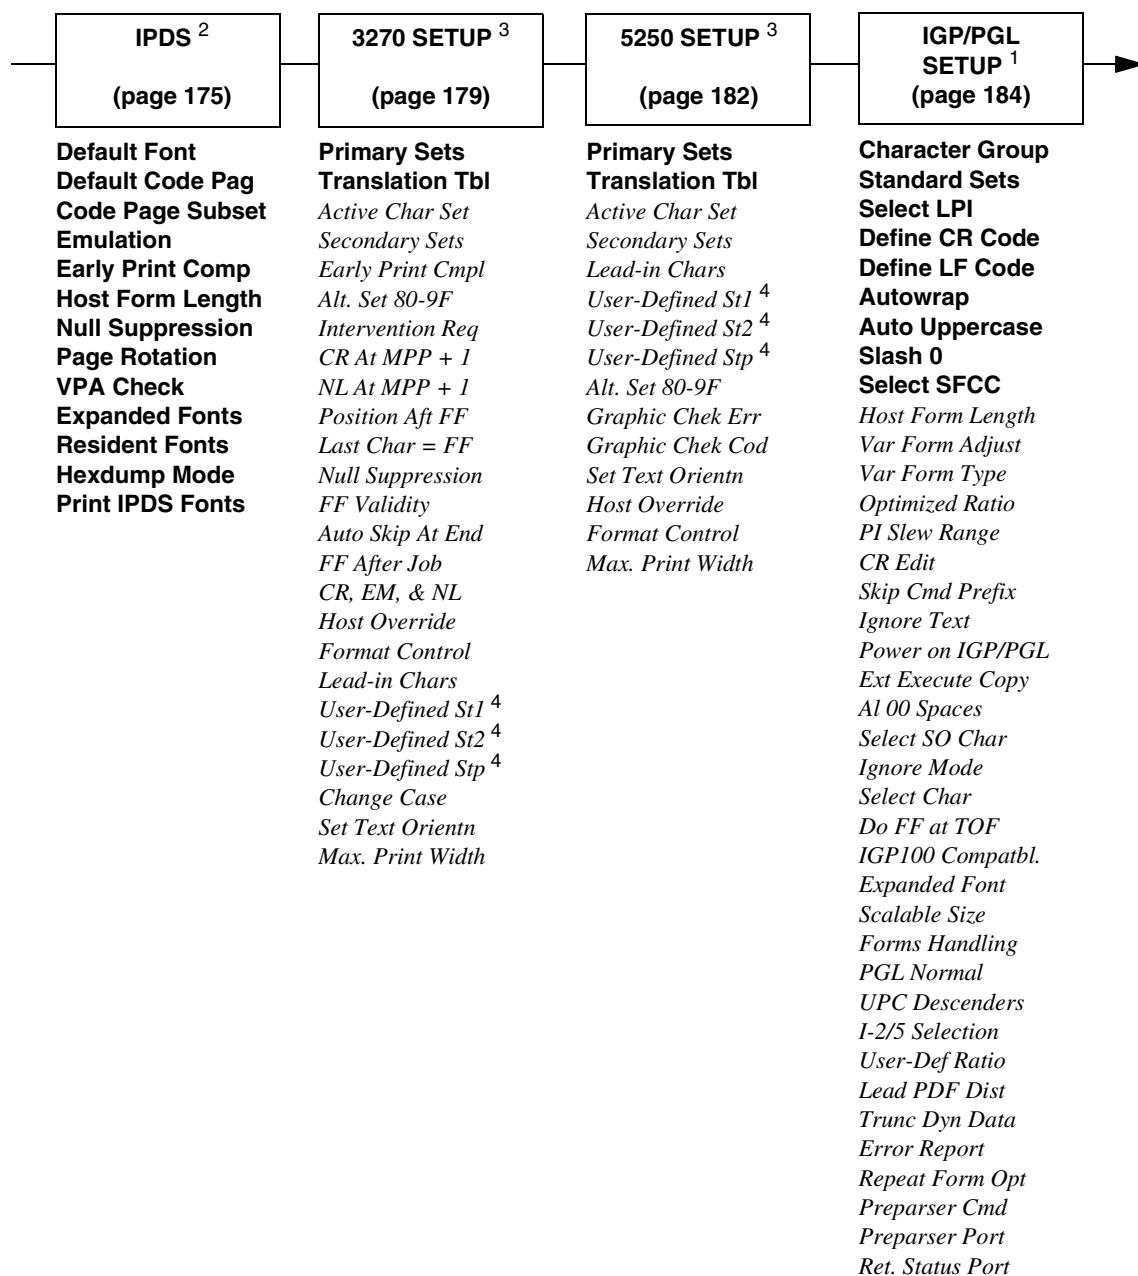 IPDS 2
(page 175)
Default Font
Default Code Pag
Code Page Subset
Emulation
Early Print Comp
Host Form Length
Null Suppression
Page Rotation
VPA Check
Expanded Fonts
Resident Fonts
Hexdump Mode
Print IPDS Fonts
3270 SETUP 3
(page 179)
Primary Sets
Translation Tbl
Active Char Set
Secondary Sets
Early Print Cmpl
Alt. Set 80-9F
Intervention Req
CR At MPP + 1
NL At MPP + 1
Position Aft FF
Last Char = FF
Null Suppression
FF Validity
Auto Skip At End
FF After Job
CR, EM, & NL
Host Override
Format Control
Lead-in Chars
User-Defined St1 4
User-Defined St2 4
User-Defined Stp 4
Change Case
Set Text Orientn
Max. Print Width
5250 SETUP 3
(page 182)
Primary Sets
Translation Tbl
Active Char Set
Secondary Sets
Lead-in Chars
User-Defined St1 4
User-Defined St2 4
User-Defined Stp 4
Alt. Set 80-9F
Graphic Chek Err
Graphic Chek Cod
Set Text Orientn
Host Override
Format Control
Max. Print Width
IGP/PGL
SETUP 1
(page 184)
Character Group
Standard Sets
Select LPI
Define CR Code
Define LF Code
Autowrap
Auto Uppercase
Slash 0
Select SFCC
Host Form Length
Var Form Adjust
Var Form Type
Optimized Ratio
PI Slew Range
CR Edit
Skip Cmd Prefix
Ignore Text
Power on IGP/PGL
Ext Execute Copy
Al 00 Spaces
Select SO Char
Ignore Mode
Select Char
Do FF at TOF
IGP100 Compatbl.
Expanded Font
Scalable Size
Forms Handling
PGL Normal
UPC Descenders
I-2/5 Selection
User-Def Ratio
Lead PDF Dist
Trunc Dyn Data
Error Report
Repeat Form Opt
Preparser Cmd
Preparser Port
Ret. Status Port